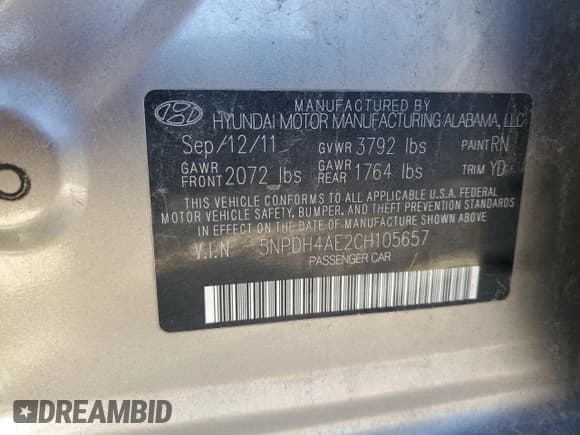 MANUFACTURED BY
HYUNDAI MOTOR MANUFACTURING ALABAMA, LLC
Sep/12/11 GVWR 3792 lbs PAINT RN
GAWR FRONT 2072 lbs GAWR REAR 1764 lbs TRIM YD
THIS VEHICLE CONFORMS TO ALL APPLICABLE U.S.A. FEDERAL
MOTOR VEHICLE SAFETY, BUMPER, AND THEFT PREVENTION STANDARDS
IN EFFECT ON THE DATE OF MANUFACTURE SHOWN ABOVE
V.I.N 5NPDH4AE2CH105657
PASSENGER CAR
DREAMBID